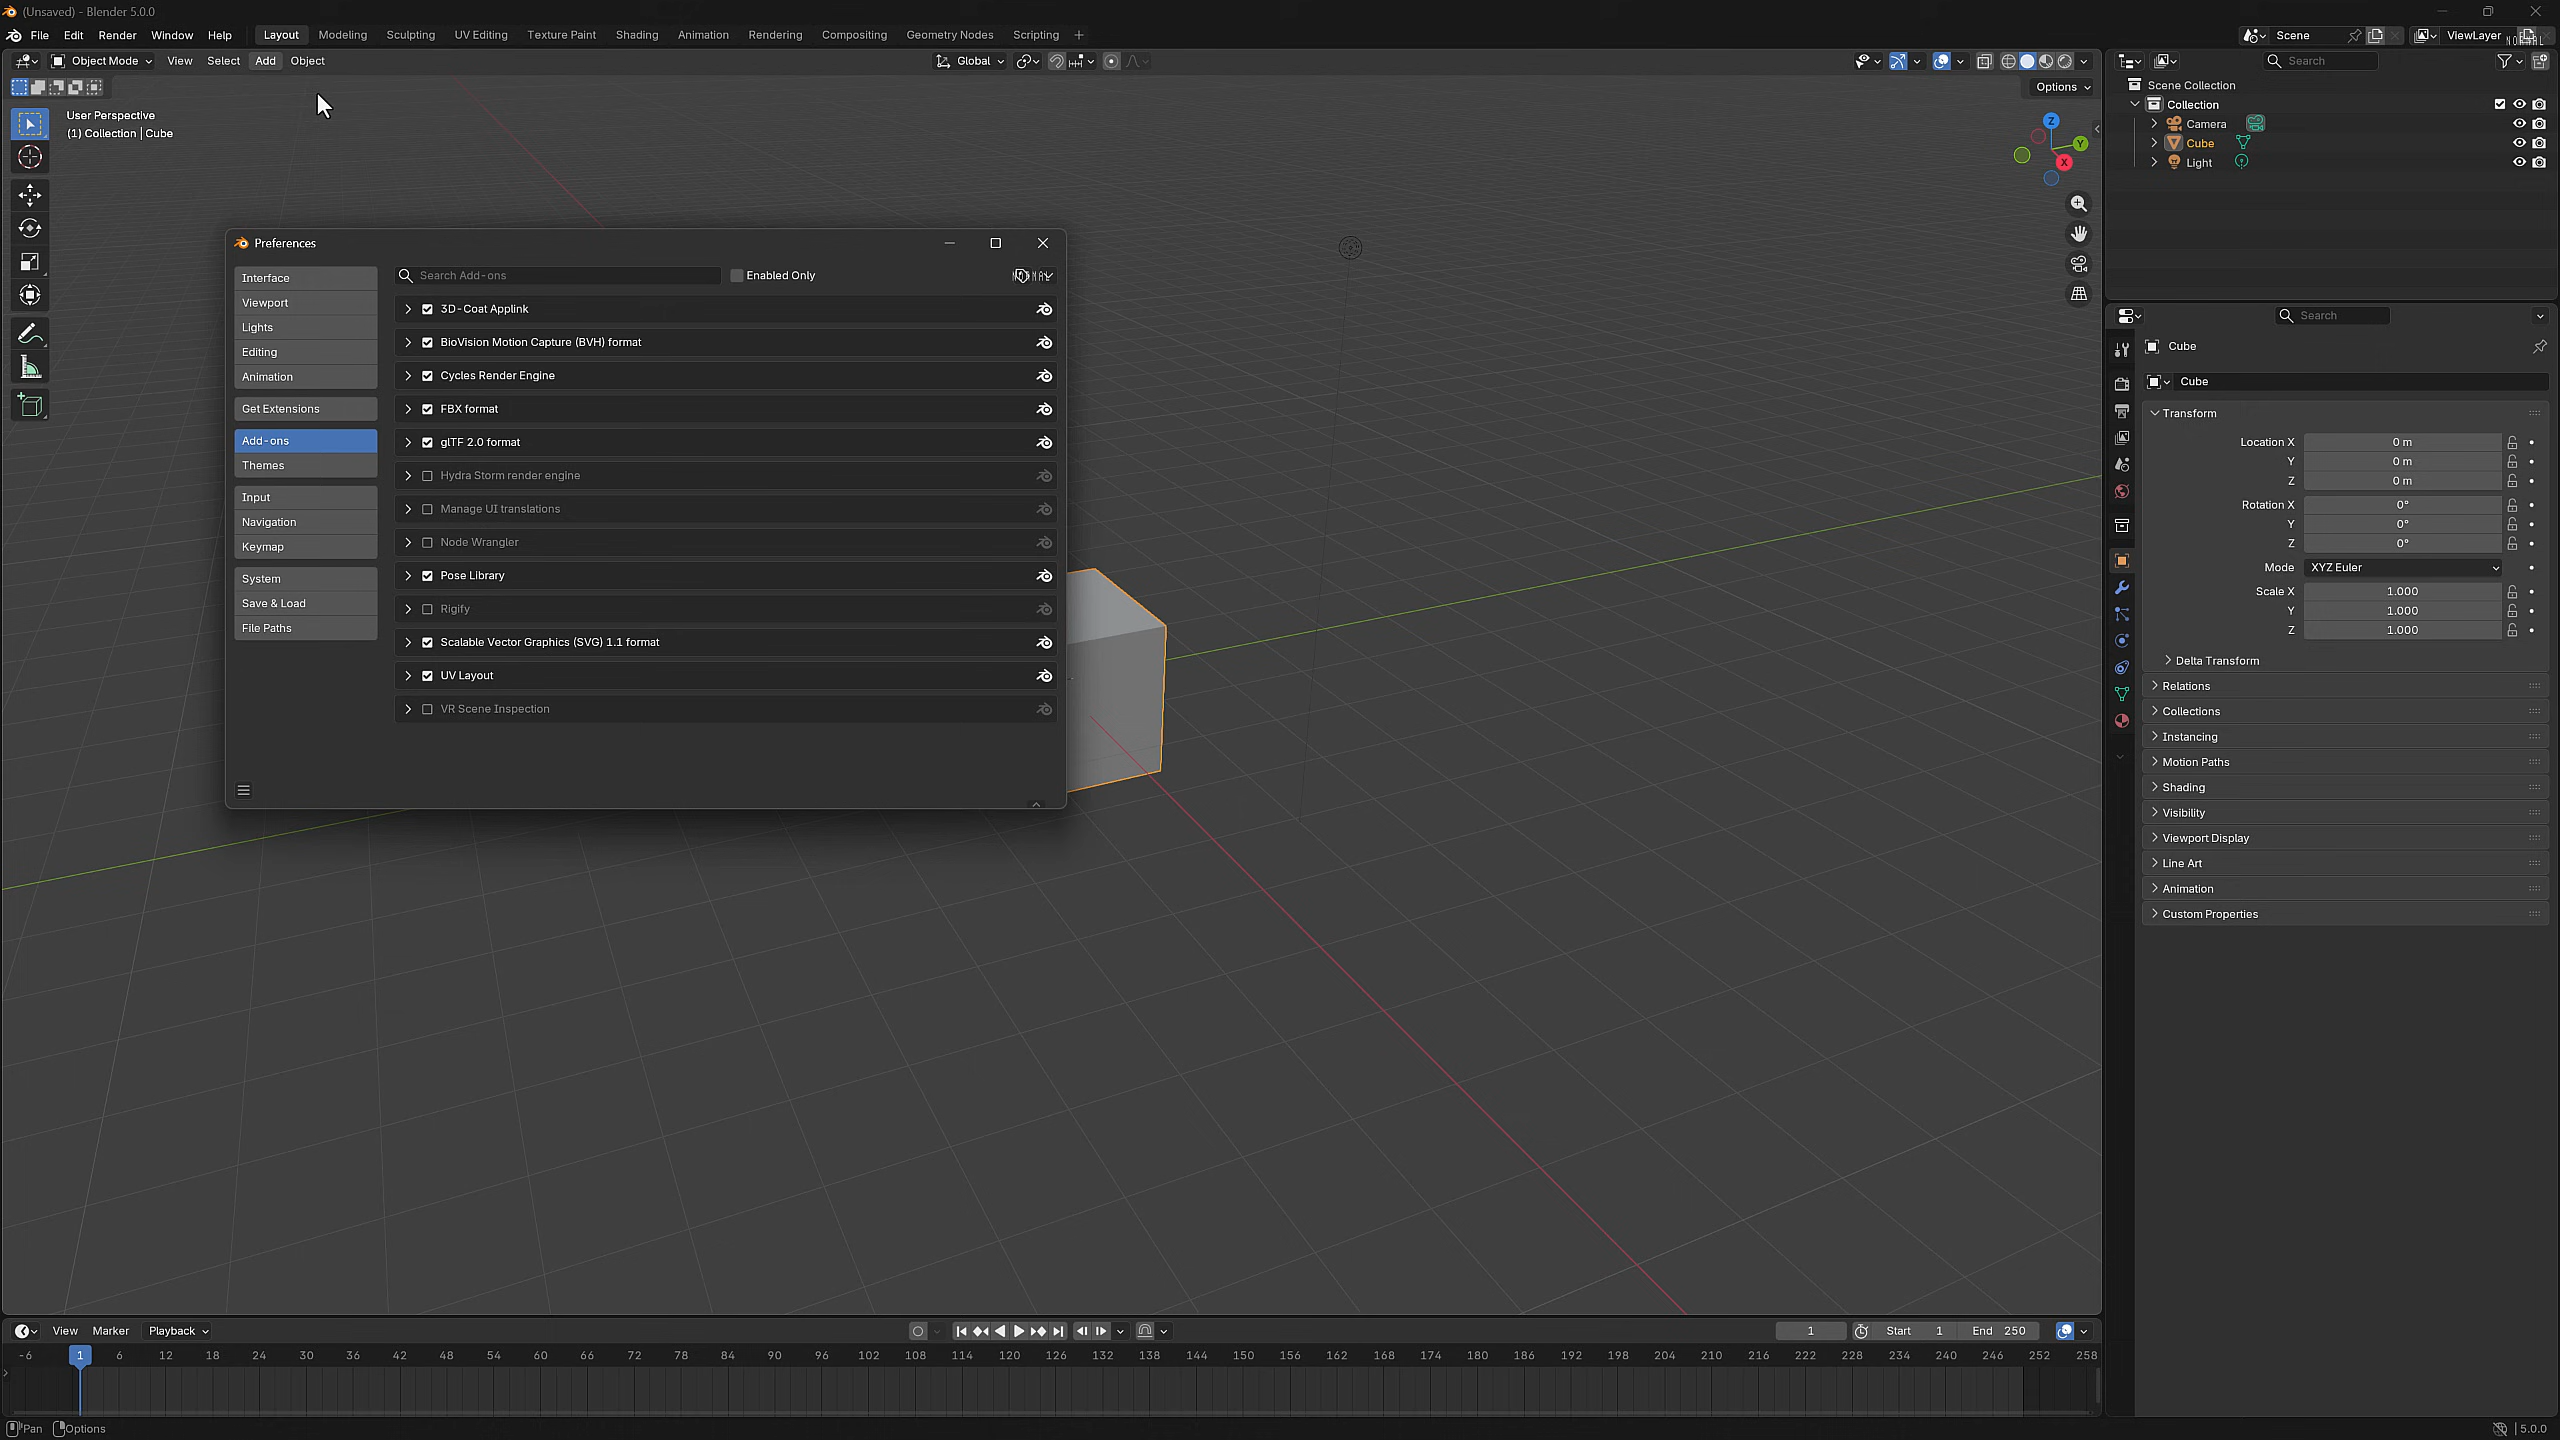 (Unsaved) - Blender 5.0.0
File Edit Render Window Help Layout Modeling Sculpting UV Editing Texture Paint Shading Animation Rendering Compositing Geometry Nodes Scripting + Scene ViewLayer
Object Mode View Select Add Object Global Search
Options
User Perspective
(1) Collection | Cube
Z
Y
X
Scene Collection
Collection
Camera
Cube
Light
Preferences
Interface
Viewport
Lights
Editing
Animation
Get Extensions
Add-ons
Themes
Input
Navigation
Keymap
System
Save & Load
File Paths
Search Add-ons Enabled Only
3D-Coat Applink
BioVision Motion Capture (BVH) format
Cycles Render Engine
FBX format
glTF 2.0 format
Hydra Storm render engine
Manage UI translations
Node Wrangler
Pose Library
Rigify
Scalable Vector Graphics (SVG) 1.1 format
UV Layout
VR Scene Inspection
Search
Cube
Cube
Transform
Location X 0 m
Y 0 m
Z 0 m
Rotation X 0°
Y 0°
Z 0°
Mode XYZ Euler
Scale X 1.000
Y 1.000
Z 1.000
Delta Transform
Relations
Collections
Instancing
Motion Paths
Shading
Visibility
Viewport Display
Line Art
Animation
Custom Properties
View Marker Playback 1 Start 1 End 250
-6 1 6 12 18 24 30 36 42 48 54 60 66 72 78 84 90 96 102 108 114 120 126 132 138 144 150 156 162 168 174 180 186 192 198 204 210 216 222 228 234 240 246 252 258
Pan Options 5.0.0